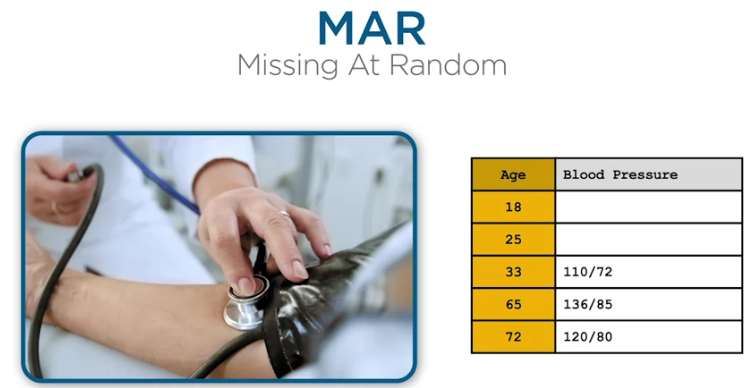 MAR
Missing At Random
Age Blood Pressure
18
25
33 110/72
65 136/85
72 120/80